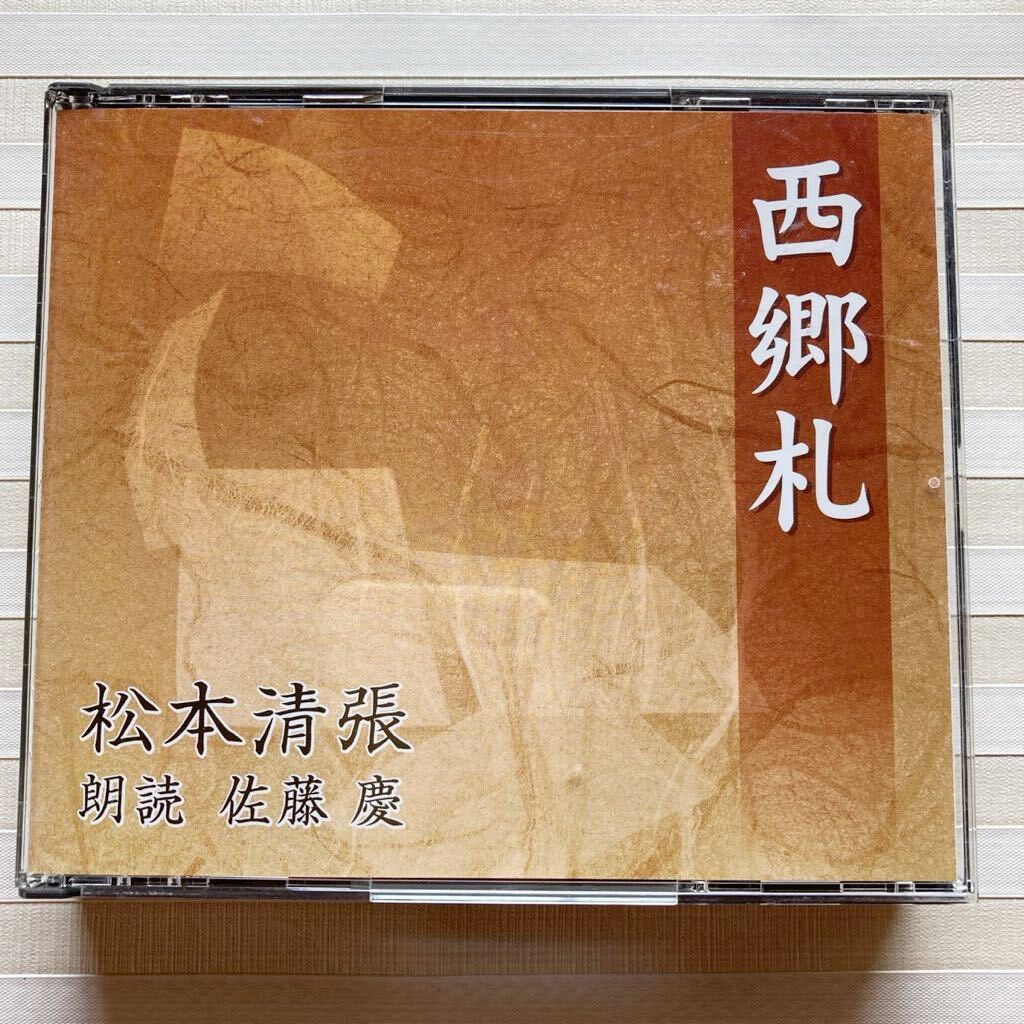 西郷札
松本清張
朗読 佐藤 慶